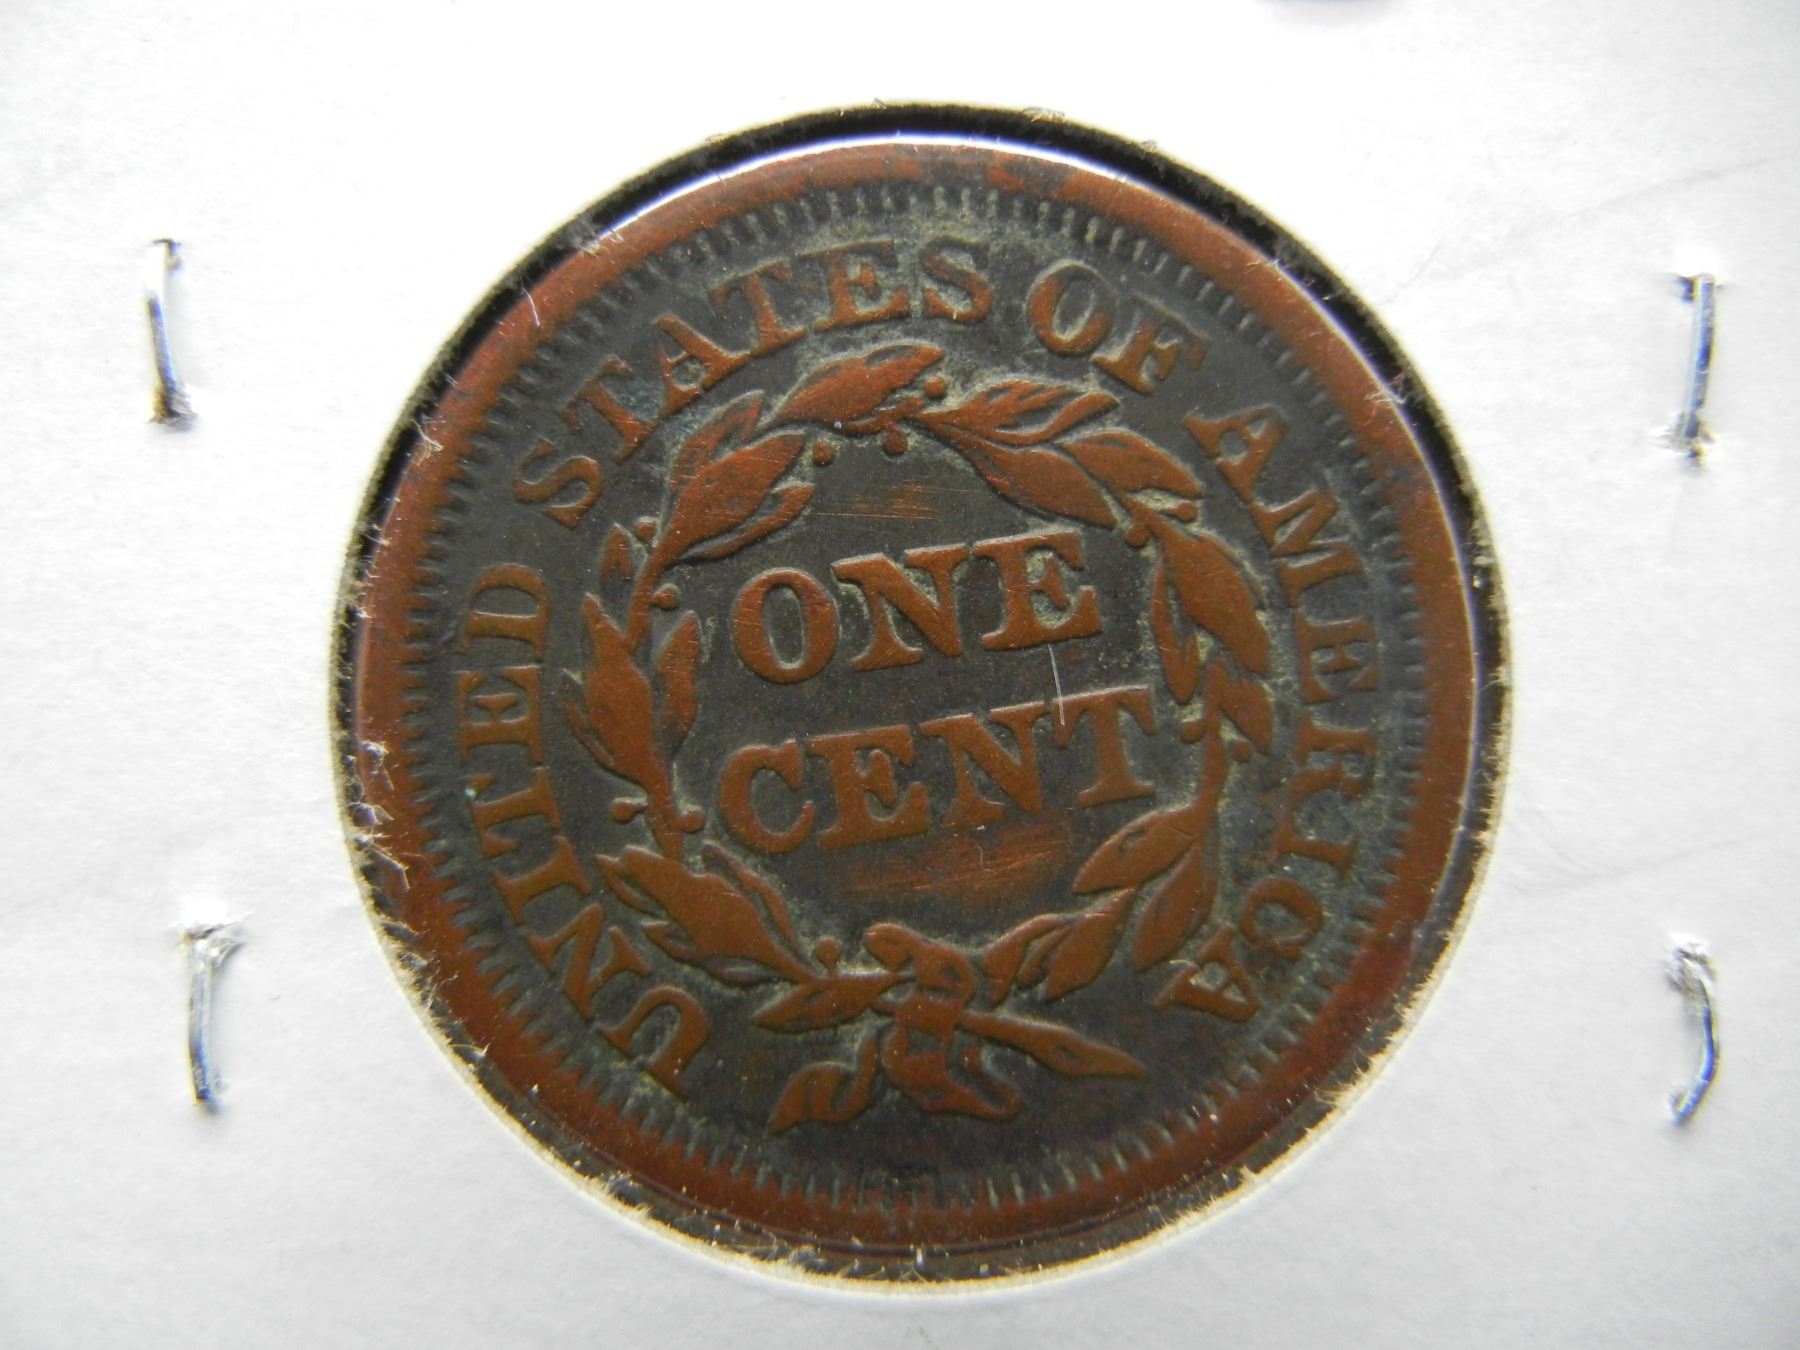 UNITED STATES OF AMERICA
ONE
CENT